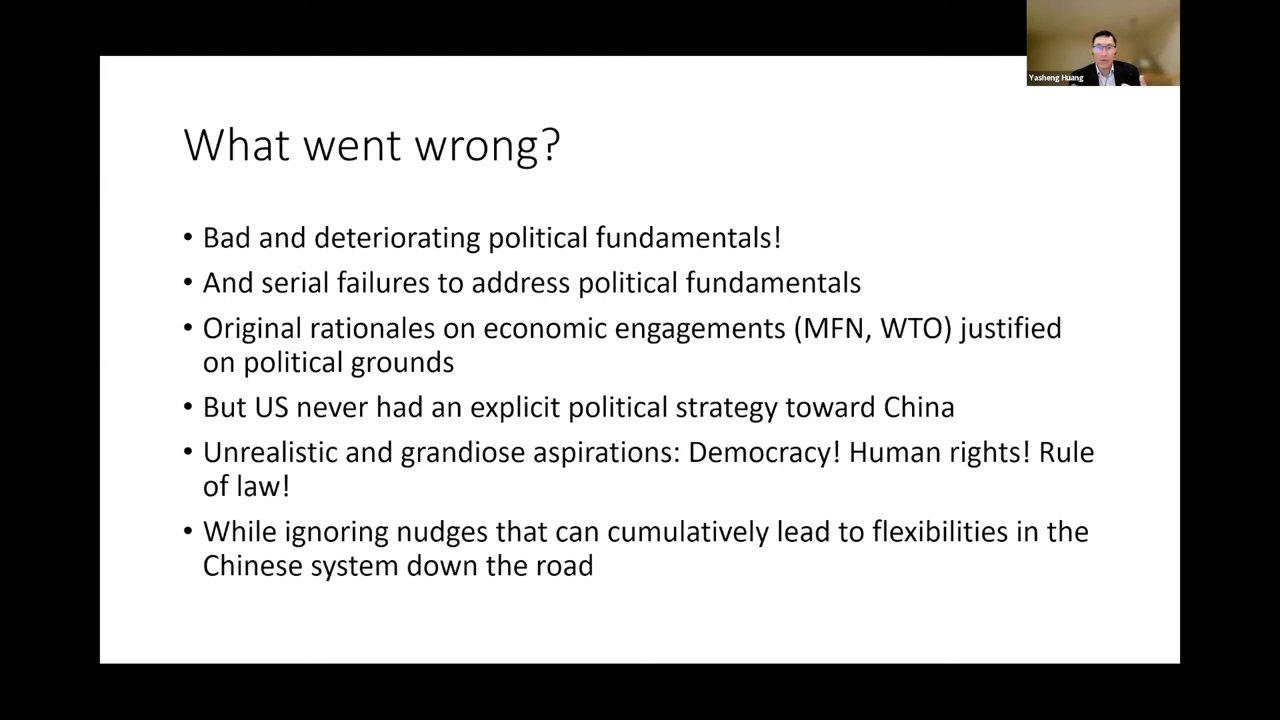 Yasheng Huang
What went wrong?
• Bad and deteriorating political fundamentals!
• And serial failures to address political fundamentals
• Original rationales on economic engagements (MFN, WTO) justified
on political grounds
• But US never had an explicit political strategy toward China
• Unrealistic and grandiose aspirations: Democracy! Human rights! Rule
of law!
• While ignoring nudges that can cumulatively lead to flexibilities in the
Chinese system down the road